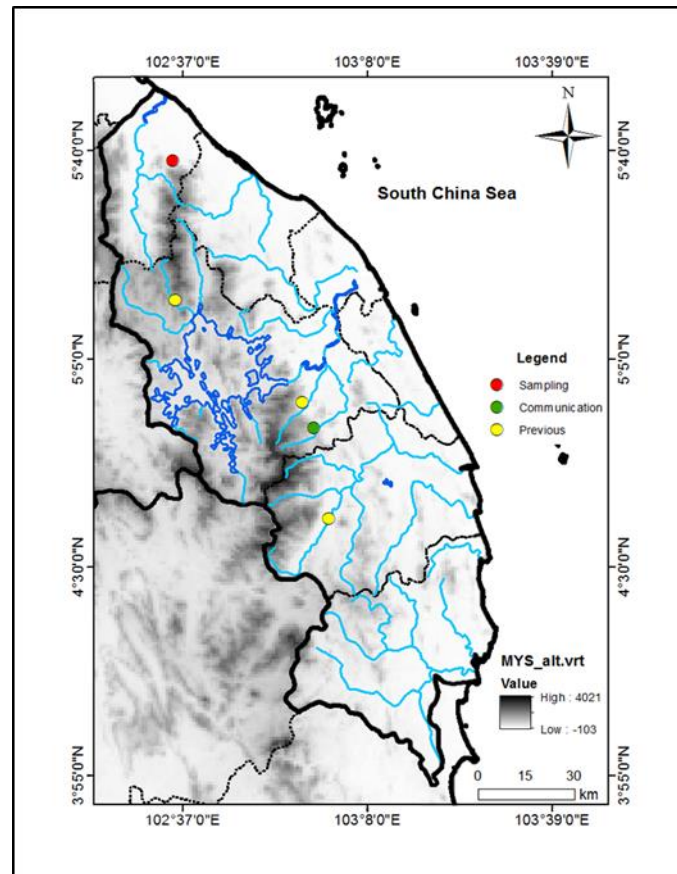 102°37'0"E 103°8'0"E 103°39'0"E
N
5°40'0"N 5°40'0"N
South China Sea
5°5'0"N 5°5'0"N
Legend
Sampling
Communication
Previous
4°30'0"N 4°30'0"N
MYS_alt.vrt
Value
High : 4021
Low : -103
3°55'0"N 3°55'0"N
0 15 30
km
102°37'0"E 103°8'0"E 103°39'0"E